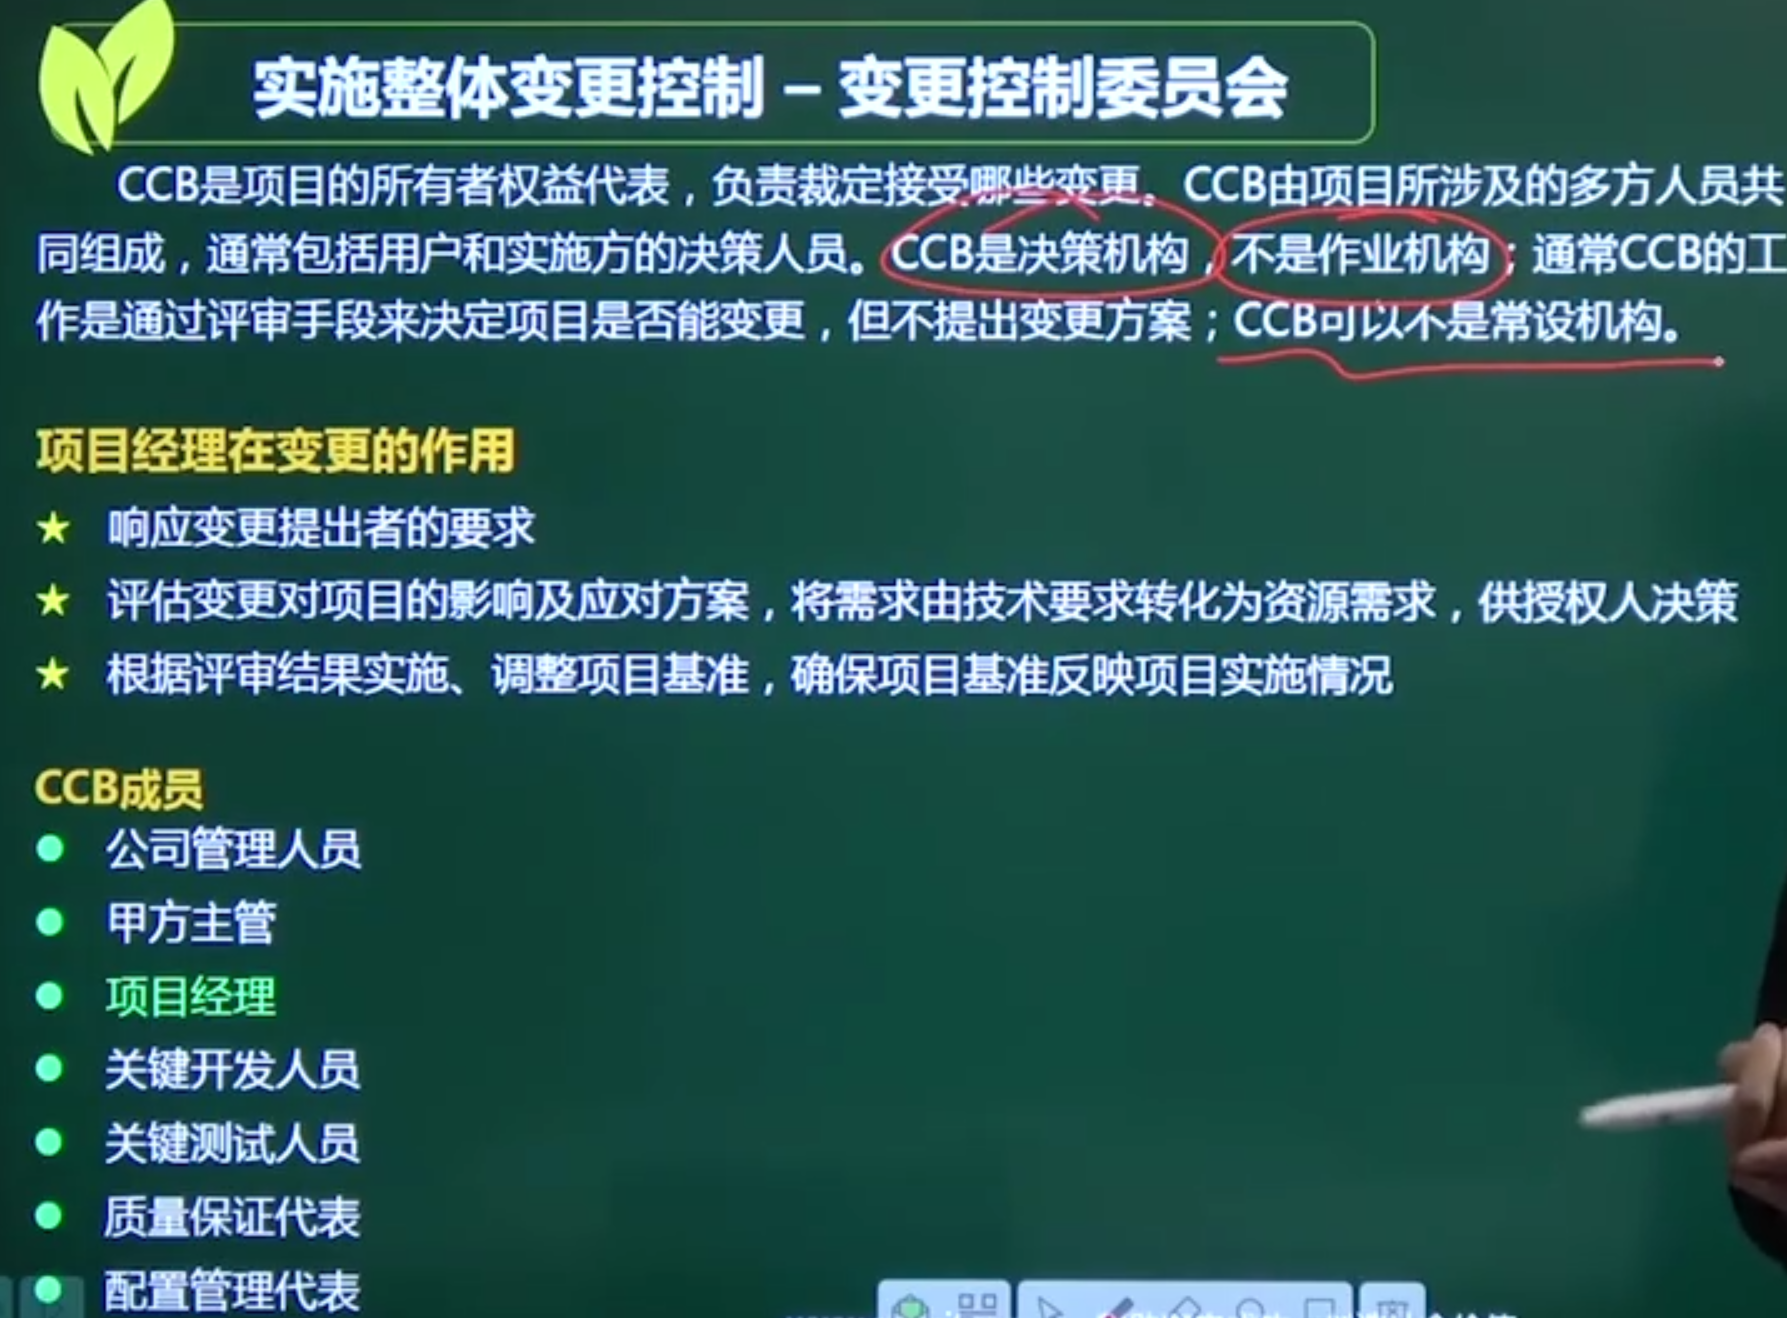 实施整体变更控制 – 变更控制委员会
CCB是项目的所有者权益代表，负责裁定接受哪些变更。CCB由项目所涉及的多方人员共
同组成，通常包括用户和实施方的决策人员。CCB是决策机构，不是作业机构；通常CCB的工
作是通过评审手段来决定项目是否能变更，但不提出变更方案；CCB可以不是常设机构。
项目经理在变更的作用
★ 响应变更提出者的要求
★ 评估变更对项目的影响及应对方案，将需求由技术要求转化为资源需求，供授权人决策
★ 根据评审结果实施、调整项目基准，确保项目基准反映项目实施情况
CCB成员
● 公司管理人员
● 甲方主管
● 项目经理
● 关键开发人员
● 关键测试人员
● 质量保证代表
● 配置管理代表